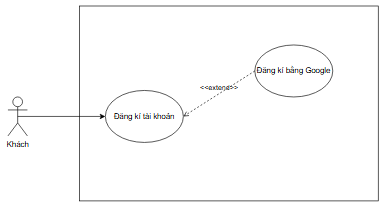 Đăng kí bằng Google
<<extend>>
Đăng kí tài khoản
Khách